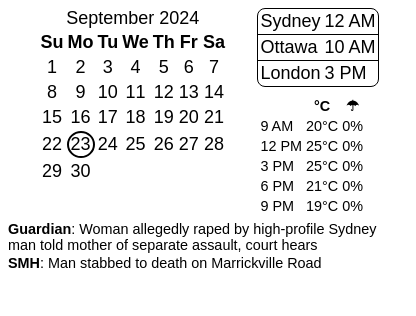 September 2024
Su Mo Tu We Th Fr Sa
1 2 3 4 5 6 7
8 9 10 11 12 13 14
15 16 17 18 19 20 21
22 23 24 25 26 27 28
29 30
Sydney 12 AM
Ottawa 10 AM
London 3 PM
°C ☂
9 AM 20°C 0%
12 PM 25°C 0%
3 PM 25°C 0%
6 PM 21°C 0%
9 PM 19°C 0%
Guardian: Woman allegedly raped by high-profile Sydney
man told mother of separate assault, court hears
SMH: Man stabbed to death on Marrickville Road